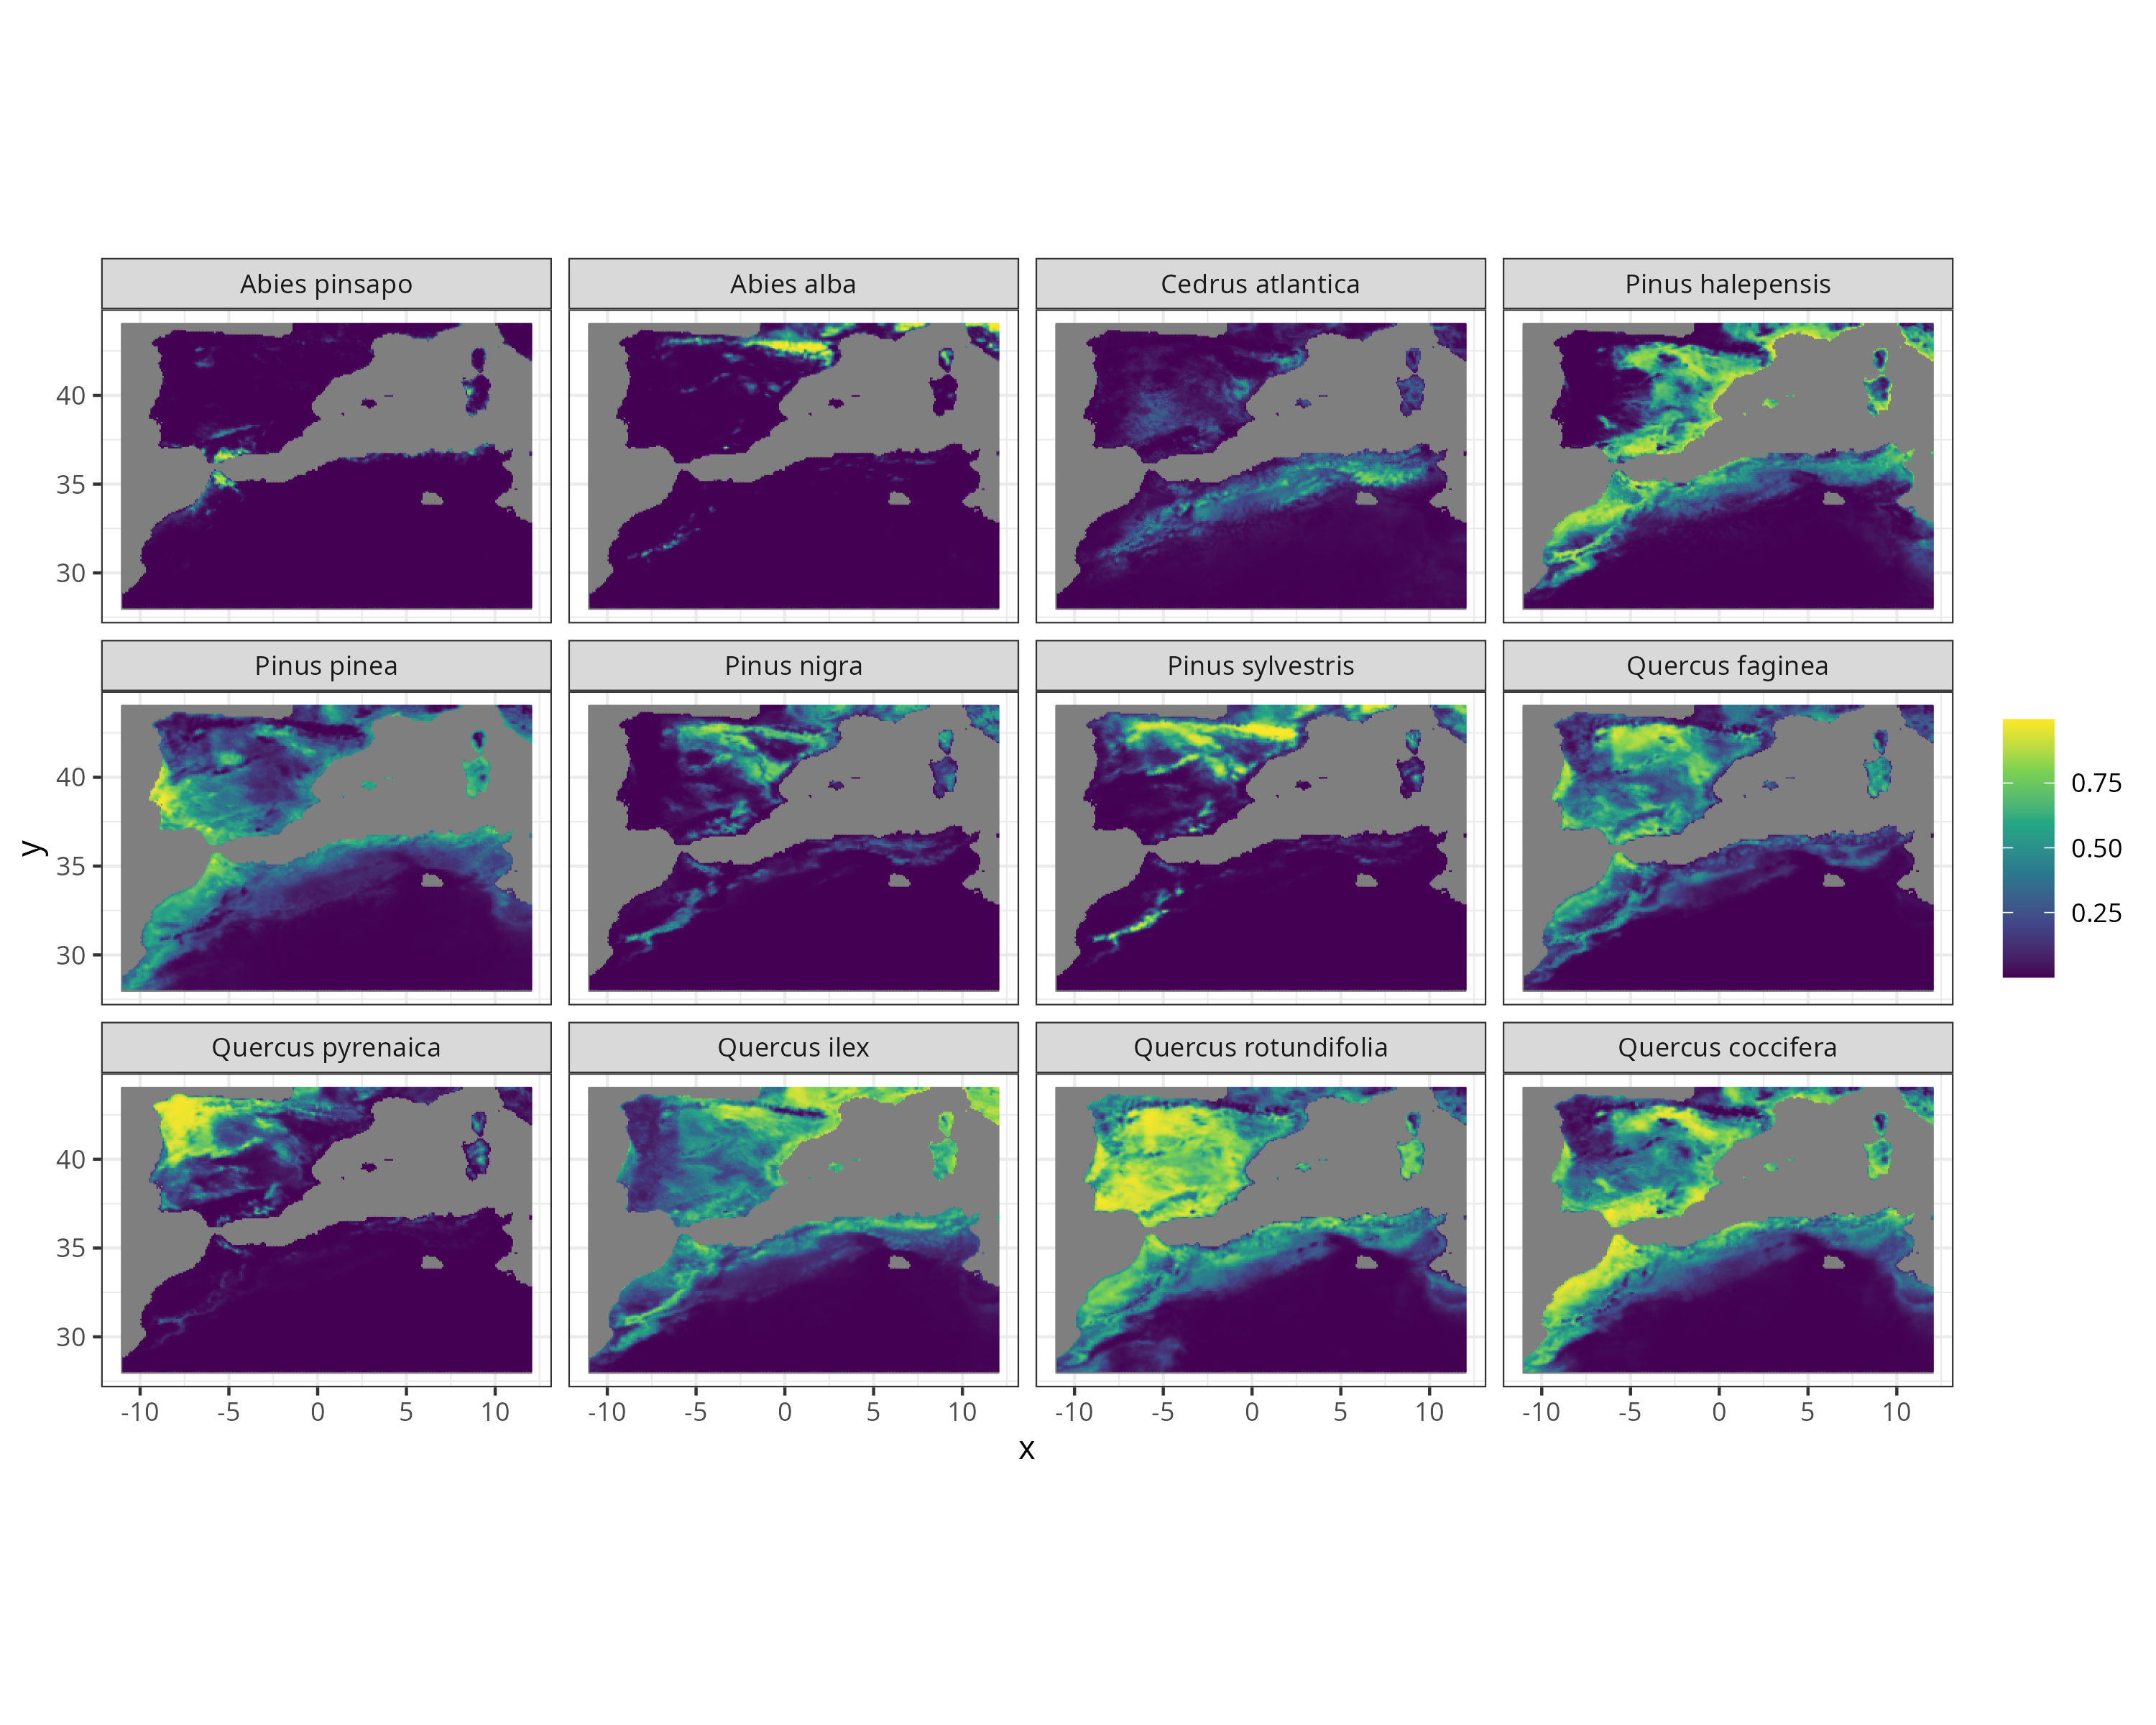 Abies pinsapo
Abies alba
Cedrus atlantica
Pinus halepensis
40
35
30
Pinus pinea
Pinus nigra
Pinus sylvestris
Quercus faginea
40
35
30
y
0.75
0.50
0.25
Quercus pyrenaica
Quercus ilex
Quercus rotundifolia
Quercus coccifera
40
35
30
-10 -5 0 5 10
-10 -5 0 5 10
-10 -5 0 5 10
-10 -5 0 5 10
x